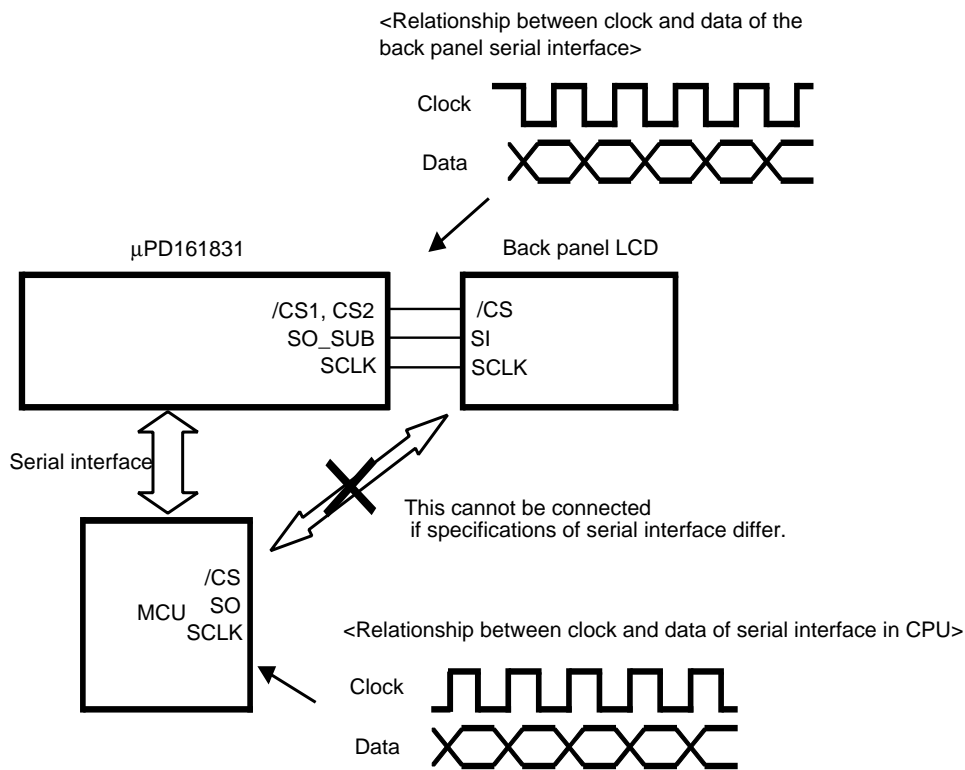 <Relationship between clock and data of the
back panel serial interface>
Clock
Data
μPD161831
Back panel LCD
/CS1, CS2
SO_SUB
SCLK
/CS
SI
SCLK
Serial interface
This cannot be connected
if specifications of serial interface differ.
MCU
/CS
SO
SCLK
<Relationship between clock and data of serial interface in CPU>
Clock
Data